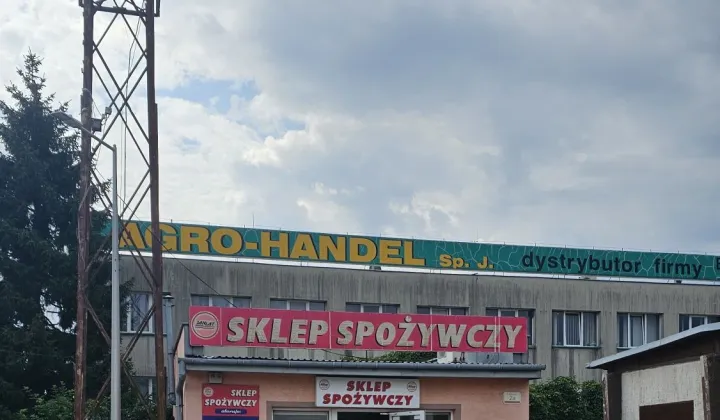 AGRO-HANDEL Sp. J. dystrybutor firmy
SKLEP SPOŻYWCZY
SKLEP
SPOŻYWCZY
SKLEP
SPOŻYWCZY